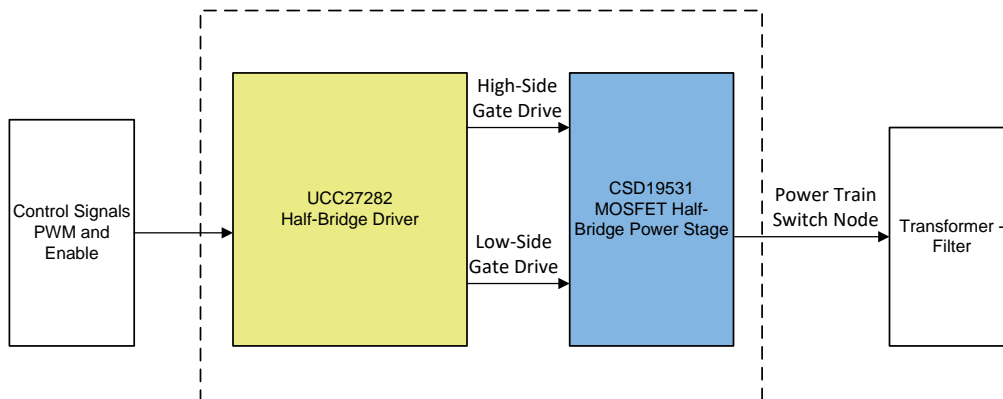 Control Signals
PWM and
Enable
UCC27282
Half-Bridge Driver
High-Side
Gate Drive
Low-Side
Gate Drive
CSD19531
MOSFET Half-
Bridge Power Stage
Power Train
Switch Node
Transformer -
Filter